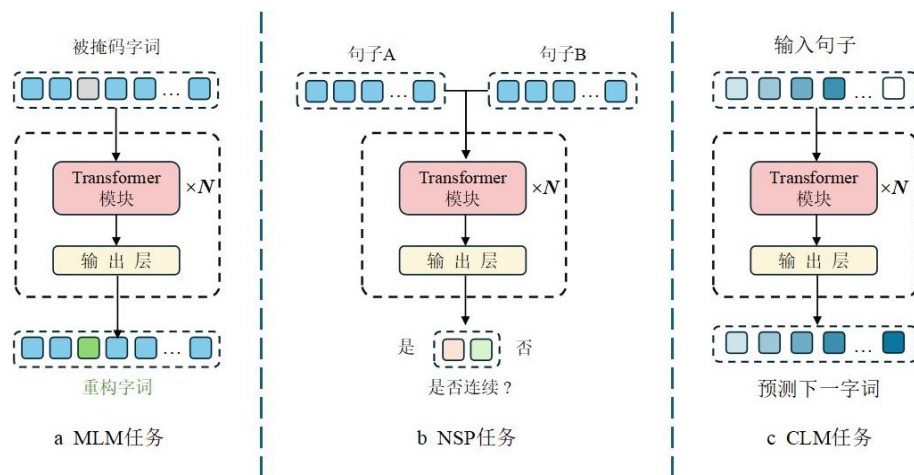 被掩码字词
...
Transformer
模块
×N
输 出 层
...
重构字词
a MLM任务
句子A
句子B
...
...
Transformer
模块
×N
输 出 层
是
否
是否连续？
b NSP任务
输入句子
...
Transformer
模块
×N
输 出 层
...
预测下一字词
c CLM任务